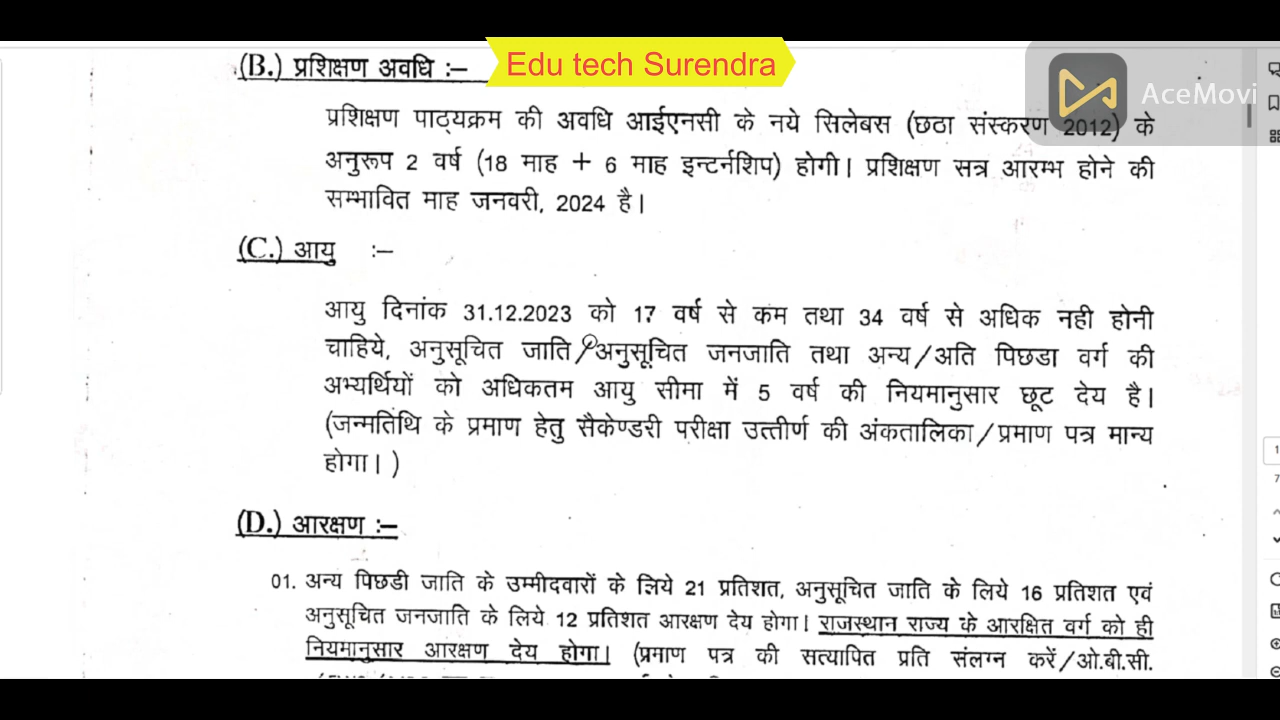 Edu tech Surendra
AceMovi
(B.) प्रशिक्षण अवधि :–
प्रशिक्षण पाठ्यक्रम की अवधि आईएनसी के नये सिलेबस (छठा संस्करण 2012) के
अनुरूप 2 वर्ष (18 माह + 6 माह इन्टर्नशिप) होगी। प्रशिक्षण सत्र आरम्भ होने की
सम्भावित माह जनवरी, 2024 है।
(C.) आयु :–
आयु दिनांक 31.12.2023 को 17 वर्ष से कम तथा 34 वर्ष से अधिक नही होनी
चाहिये, अनुसूचित जाति/अनुसूचित जनजाति तथा अन्य/अति पिछडा वर्ग की
अभ्यर्थियों को अधिकतम आयु सीमा में 5 वर्ष की नियमानुसार छूट देय है।
(जन्मतिथि के प्रमाण हेतु सैकेण्डरी परीक्षा उत्तीर्ण की अंकतालिका/प्रमाण पत्र मान्य
होगा। )
(D.) आरक्षण :–
01. अन्य पिछडी जाति के उम्मीदवारों के लिये 21 प्रतिशत, अनुसूचित जाति के लिये 16 प्रतिशत एवं
अनुसूचित जनजाति के लिये 12 प्रतिशत आरक्षण देय होगा। राजस्थान राज्य के आरक्षित वर्ग को ही
नियमानुसार आरक्षण देय होगा। (प्रमाण पत्र की सत्यापित प्रति संलग्न करें/ओ.बी.सी.